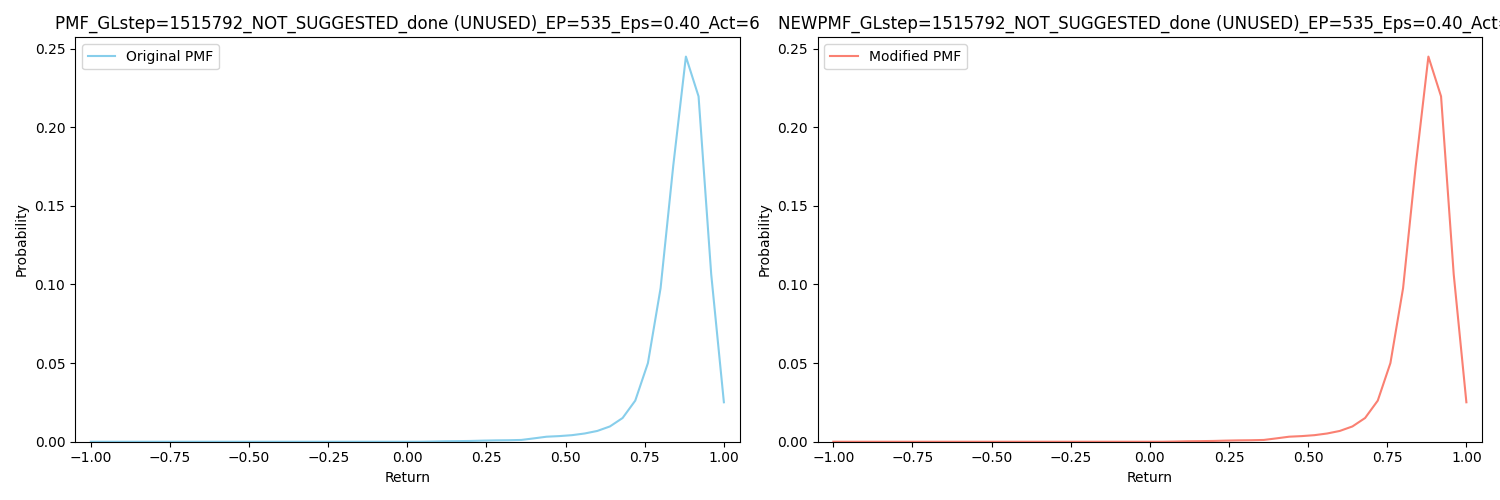 PMF_GLstep=1515792_NOT_SUGGESTED_done (UNUSED)_EP=535_Eps=0.40_Act=6
Original PMF
0.25
0.20
0.15
0.10
0.05
0.00
Probability
−1.00 −0.75 −0.50 −0.25 0.00 0.25 0.50 0.75 1.00
Return
NEWPMF_GLstep=1515792_NOT_SUGGESTED_done (UNUSED)_EP=535_Eps=0.40_Act=
Modified PMF
0.25
0.20
0.15
0.10
0.05
0.00
Probability
−1.00 −0.75 −0.50 −0.25 0.00 0.25 0.50 0.75 1.00
Return